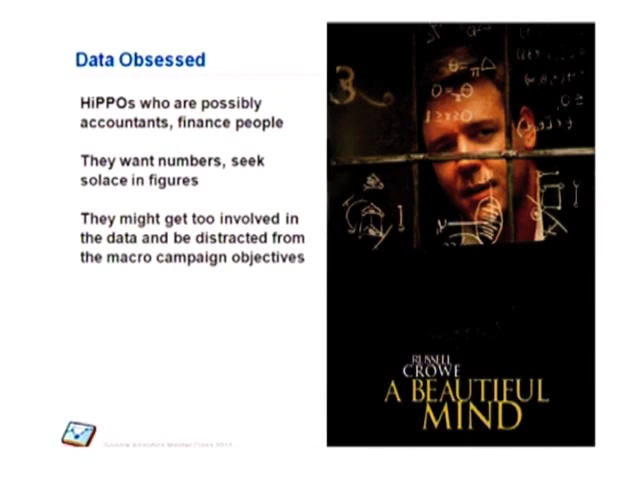 Data Obsessed
HiPPOs who are possibly
accountants, finance people
They want numbers, seek
solace in figures
They might get too involved in
the data and be distracted from
the macro campaign objectives
RUSSELL
CROWE
A BEAUTIFUL
MIND